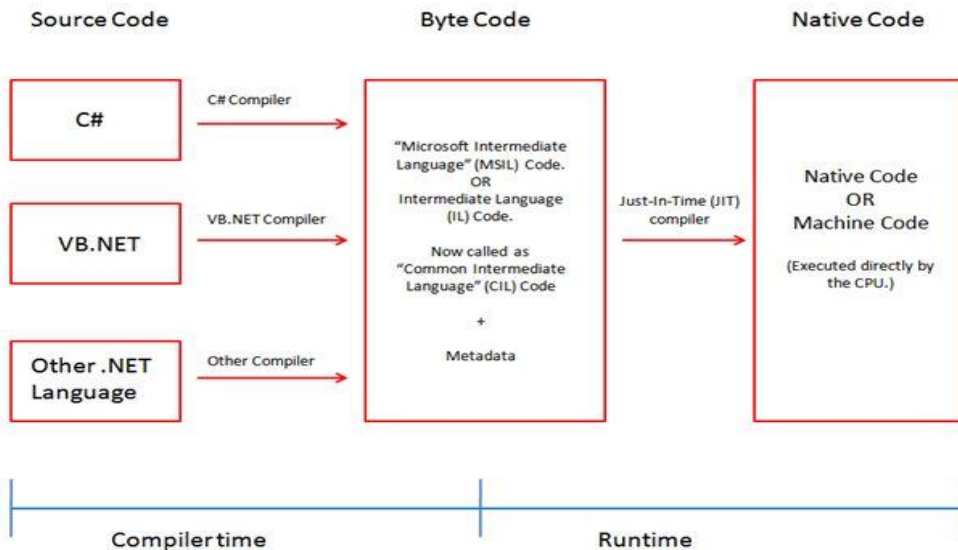 Source Code
Byte Code
Native Code
C#
C# Compiler
VB.NET
VB.NET Compiler
Other .NET
Language
Other Compiler
“Microsoft Intermediate
Language” (MSIL) Code.
OR
Intermediate Language
(IL) Code.
Now called as
“Common Intermediate
Language” (CIL) Code
+
Metadata
Just-In-Time (JIT)
compiler
Native Code
OR
Machine Code
(Executed directly by
the CPU.)
Compiler time
Runtime